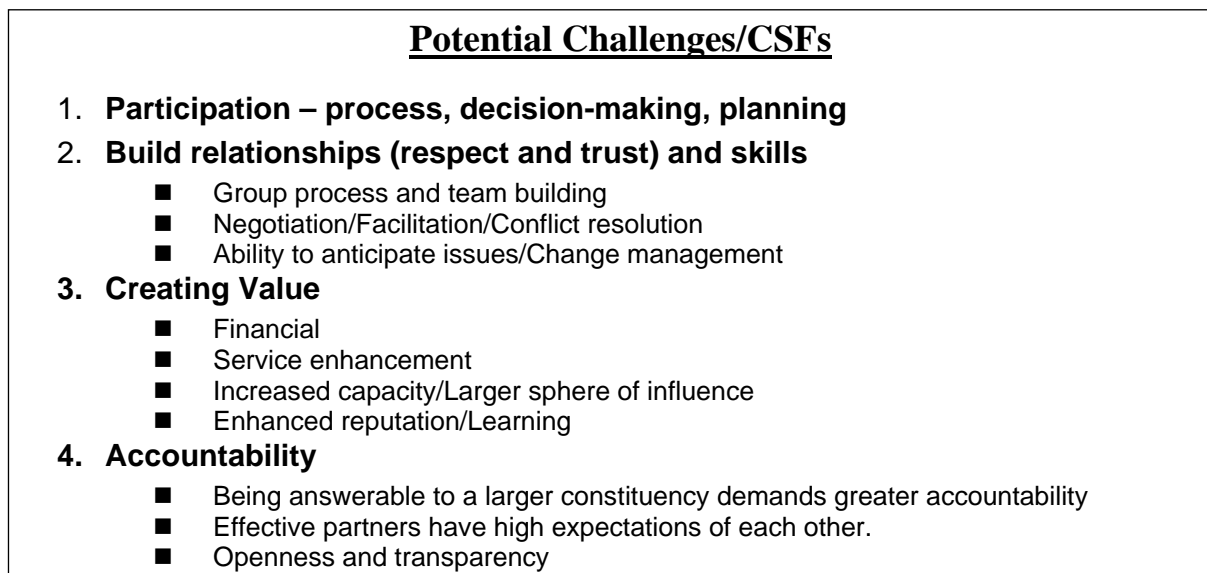 Potential Challenges/CSFs
1. Participation – process, decision-making, planning
2. Build relationships (respect and trust) and skills
■ Group process and team building
■ Negotiation/Facilitation/Conflict resolution
■ Ability to anticipate issues/Change management
3. Creating Value
■ Financial
■ Service enhancement
■ Increased capacity/Larger sphere of influence
■ Enhanced reputation/Learning
4. Accountability
■ Being answerable to a larger constituency demands greater accountability
■ Effective partners have high expectations of each other.
■ Openness and transparency